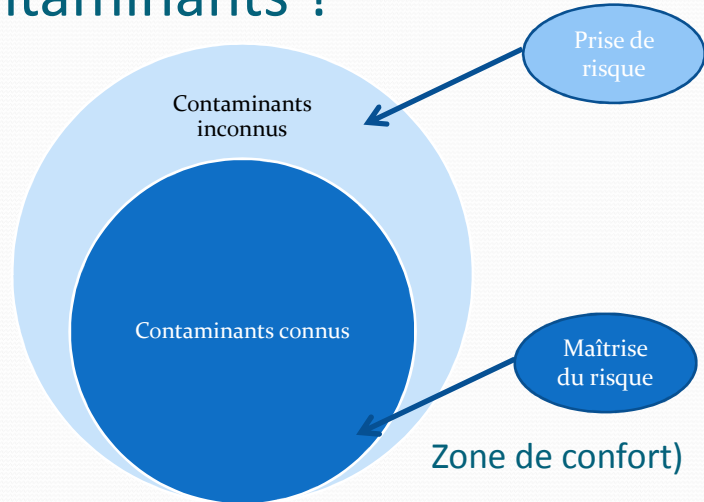 ntaminants ?
Prise de
risque
Contaminants
inconnus
Contaminants connus
Maîtrise
du risque
Zone de confort)